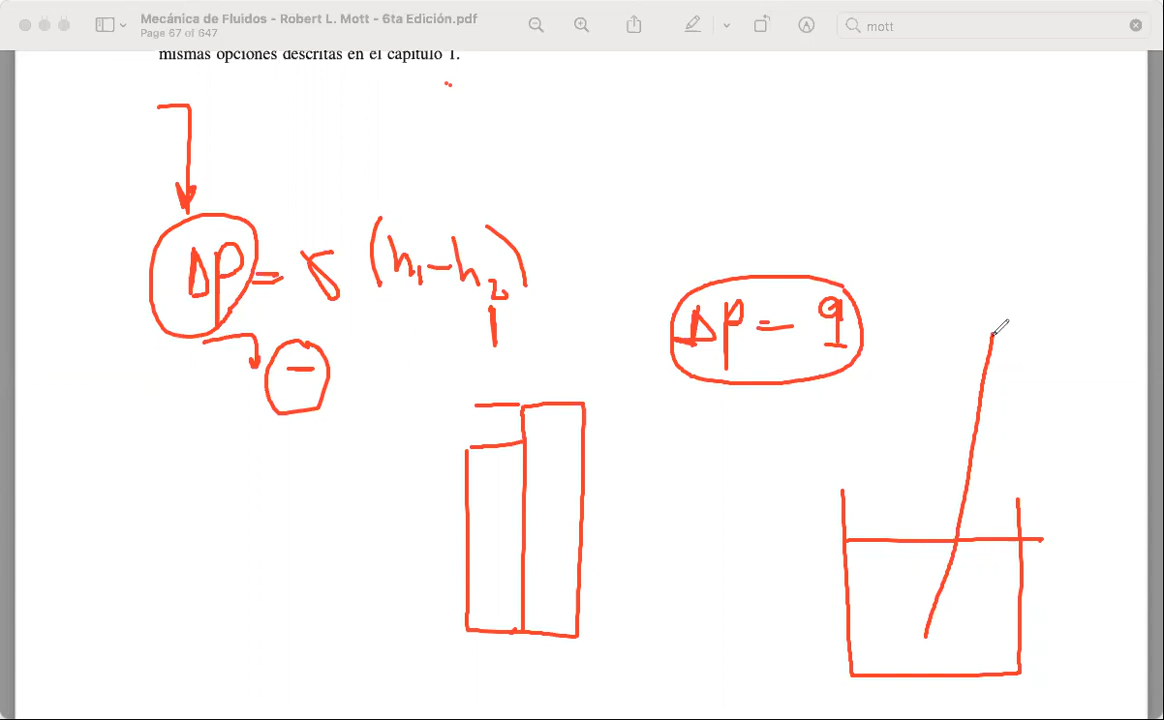 Mecánica de Fluidos - Robert L. Mott - 6ta Edición.pdf
Page 67 of 647
mott
mismas opciones descritas en el capítulo 1.
ΔP = γ (h₁ - h₂)
ΔP = 9
-